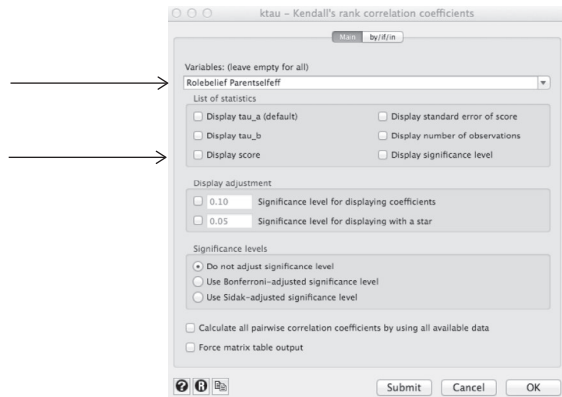 ktau – Kendall's rank correlation coefficients
Main by/if/in
Variables: (leave empty for all)
Rolebelief Parentselfeff
List of statistics
Display tau_a (default) Display standard error of score
Display tau_b Display number of observations
Display score Display significance level
Display adjustment
0.10 Significance level for displaying coefficients
0.05 Significance level for displaying with a star
Significance levels
Do not adjust significance level
Use Bonferroni-adjusted significance level
Use Sidak-adjusted significance level
Calculate all pairwise correlation coefficients by using all available data
Force matrix table output
? R Submit Cancel OK